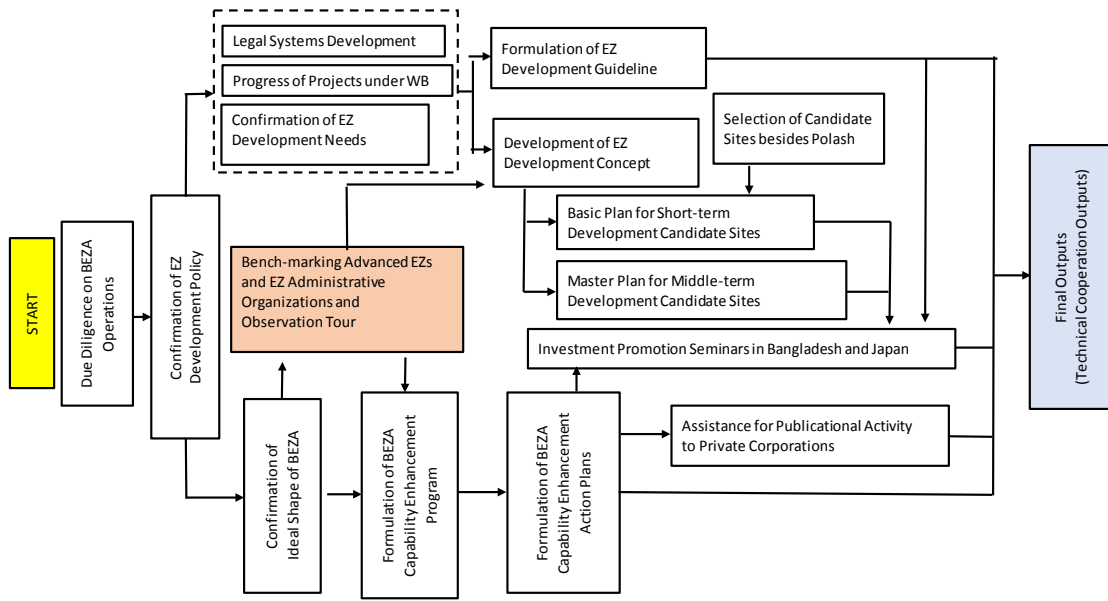 START
Due Diligence on BEZA
Operations
Confirmation of EZ
Development Policy
Legal Systems Development
Progress of Projects under WB
Confirmation of EZ
Development Needs
Formulation of EZ
Development Guideline
Development of EZ
Development Concept
Selection of Candidate
Sites besides Polash
Basic Plan for Short-term
Development Candidate Sites
Master Plan for Middle-term
Development Candidate Sites
Bench-marking Advanced EZs
and EZ Administrative
Organizations and
Observation Tour
Investment Promotion Seminars in Bangladesh and Japan
Confirmation of
Ideal Shape of BEZA
Formulation of BEZA
Capability Enhancement
Program
Formulation of BEZA
Capability Enhancement
Action Plans
Assistance for Publicational Activity
to Private Corporations
Final Outputs
(Technical Cooperation Outputs)